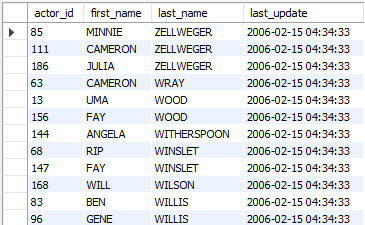 actor_id first_name last_name last_update
85 MINNIE ZELLWEGER 2006-02-15 04:34:33
111 CAMERON ZELLWEGER 2006-02-15 04:34:33
186 JULIA ZELLWEGER 2006-02-15 04:34:33
63 CAMERON WRAY 2006-02-15 04:34:33
13 UMA WOOD 2006-02-15 04:34:33
156 FAY WOOD 2006-02-15 04:34:33
144 ANGELA WITHERSPOON 2006-02-15 04:34:33
68 RIP WINSLET 2006-02-15 04:34:33
147 FAY WINSLET 2006-02-15 04:34:33
168 WILL WILSON 2006-02-15 04:34:33
83 BEN WILLIS 2006-02-15 04:34:33
96 GENE WILLIS 2006-02-15 04:34:33